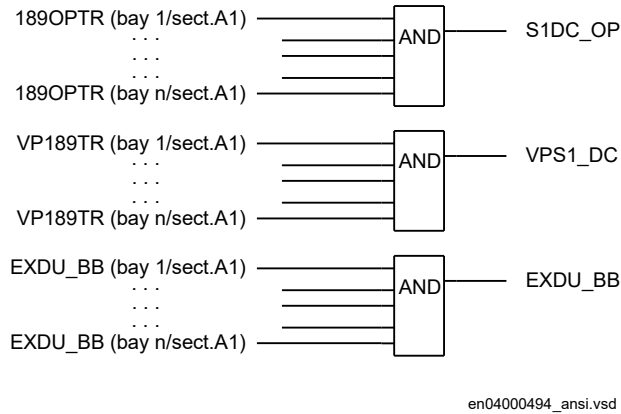 189OPTR (bay 1/sect.A1)
. . .
. . .
. . .
189OPTR (bay n/sect.A1)
AND
S1DC_OP
VP189TR (bay 1/sect.A1)
. . .
. . .
. . .
VP189TR (bay n/sect.A1)
AND
VPS1_DC
EXDU_BB (bay 1/sect.A1)
. . .
. . .
. . .
EXDU_BB (bay n/sect.A1)
AND
EXDU_BB
en04000494_ansi.vsd